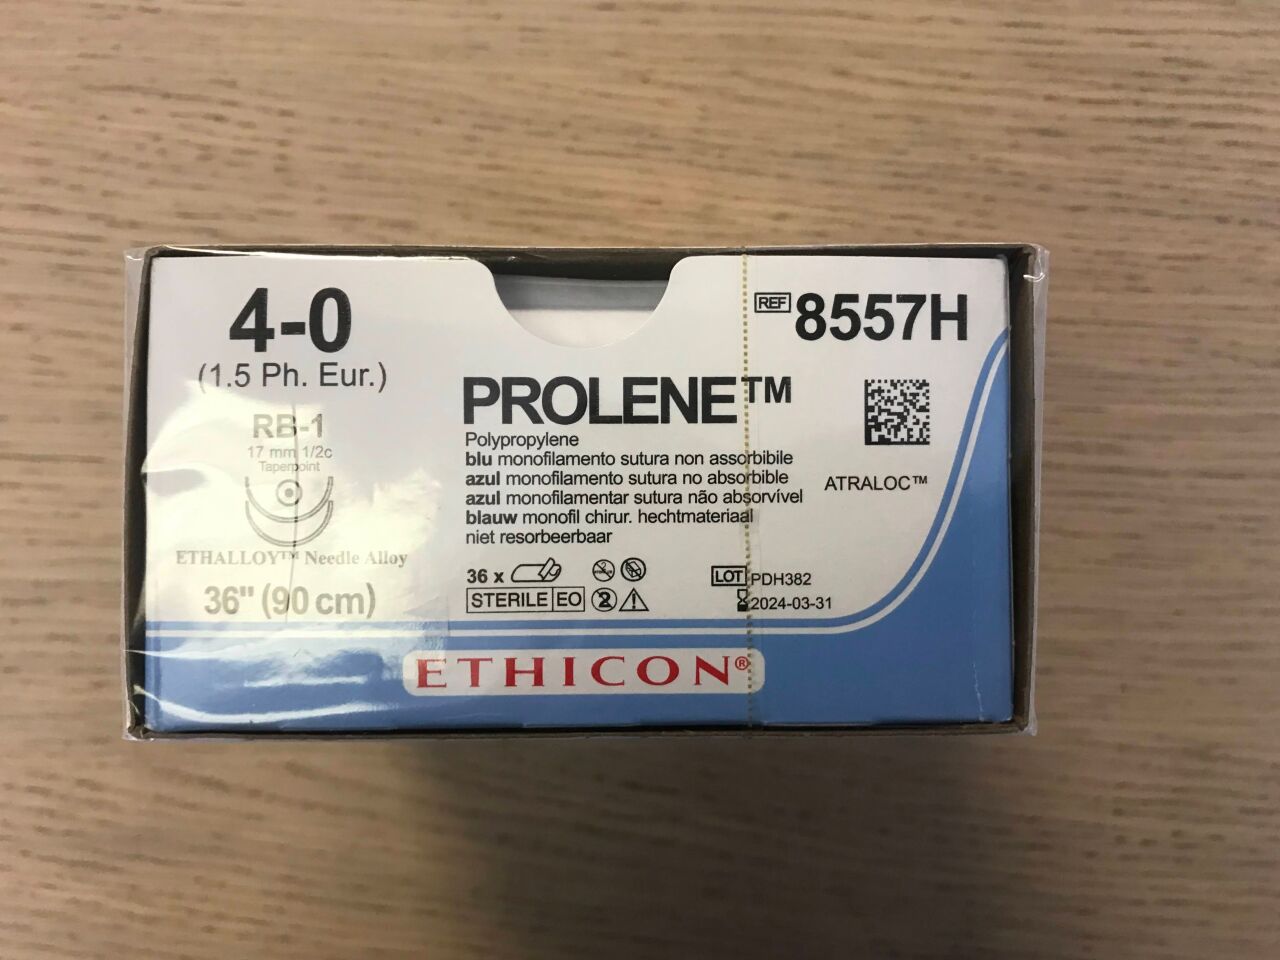 4-0
(1.5 Ph. Eur.)
RB-1
17 mm 1/2c
Taperpoint
ETHALLOY™ Needle Alloy
36" (90 cm)
REF 8557H
PROLENE™
Polypropylene
blu monofilamento sutura non assorbibile
azul monofilamento sutura no absorbible
azul monofilamentar sutura não absorvível
blauw monofil chirur. hechtmateriaal
niet resorbeerbaar
ATRALOC™
36 x
STERILE EO 2
LOT PDH382
2024-03-31
ETHICON®